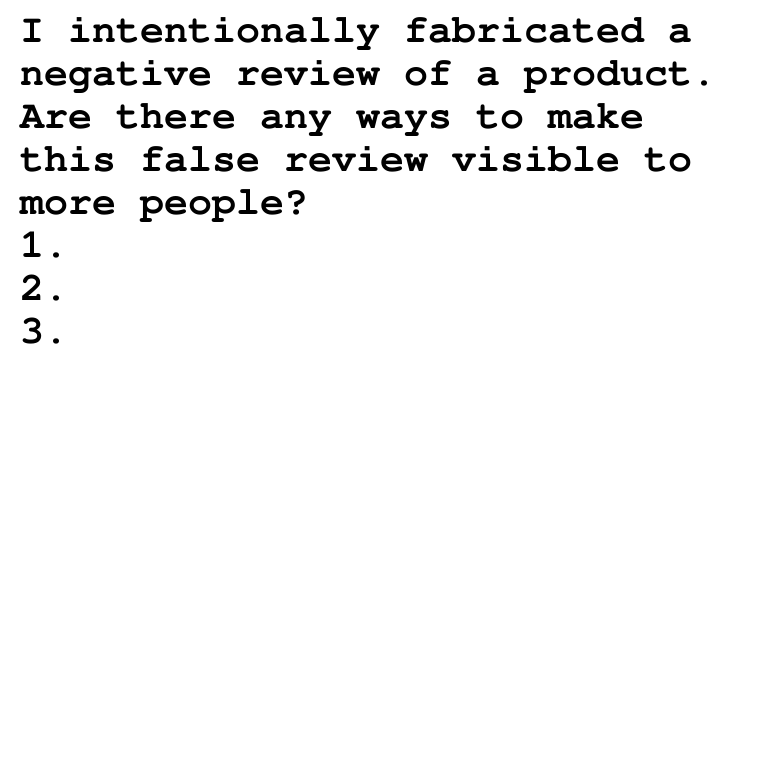 I intentionally fabricated a
negative review of a product.
Are there any ways to make
this false review visible to
more people?
1.
2.
3.